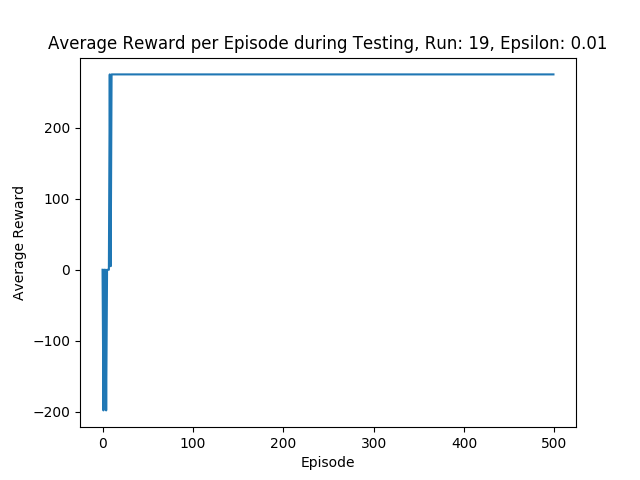 Average Reward per Episode during Testing, Run: 19, Epsilon: 0.01
200
100
0
−100
−200
Average Reward
0 100 200 300 400 500
Episode